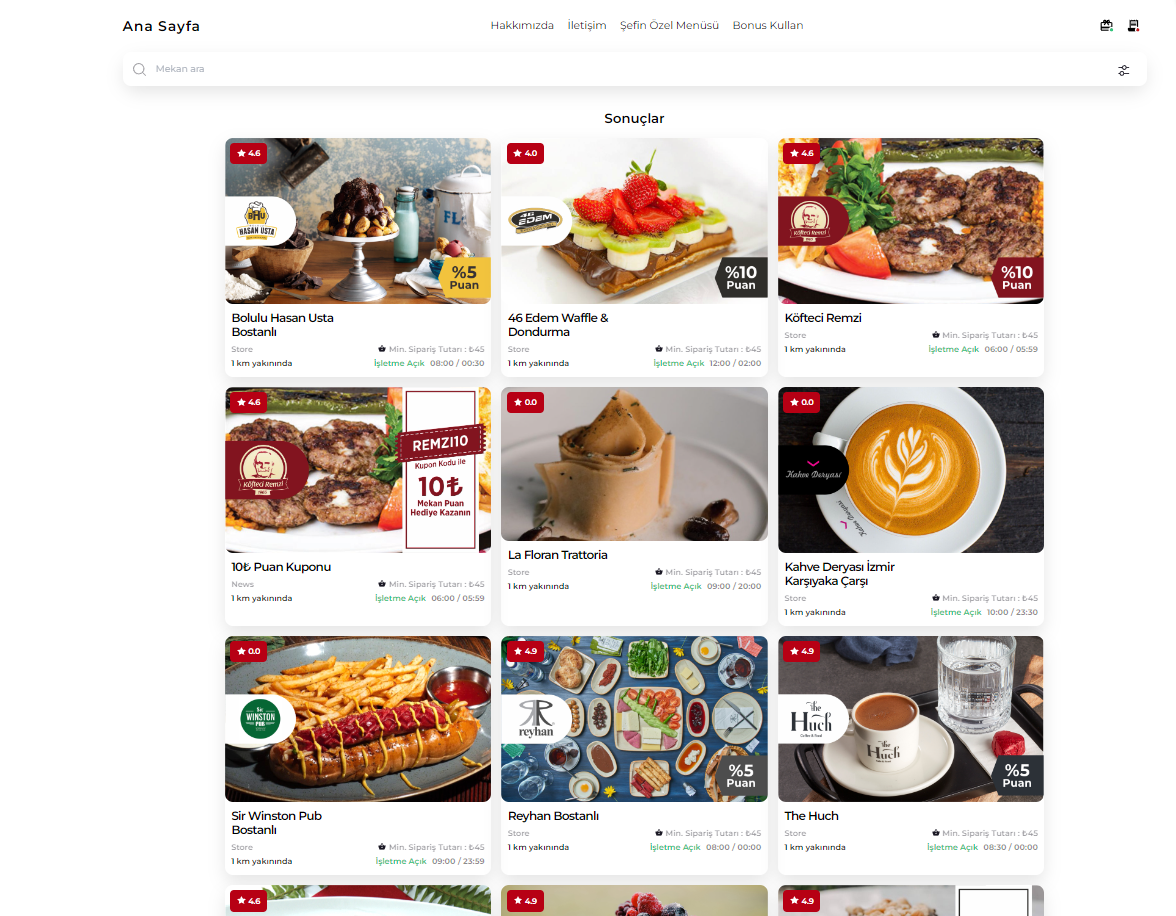 Ana Sayfa
Hakkımızda İletişim Şefin Özel Menüsü Bonus Kullan
Mekan ara
Sonuçlar
4.6
BHU
HASAN USTA
FL
%5
Puan
Bolulu Hasan Usta
Bostanlı
Store
Min. Sipariş Tutarı : ₺45
1 km yakınında
İşletme Açık 08:00 / 00:30
4.0
46
EDEM
%10
Puan
46 Edem Waffle &
Dondurma
Store
Min. Sipariş Tutarı : ₺45
1 km yakınında
İşletme Açık 12:00 / 02:00
4.6
Köfteci Remzi
%10
Puan
Köfteci Remzi
Store
Min. Sipariş Tutarı : ₺45
1 km yakınında
İşletme Açık 06:00 / 05:59
4.6
Köfteci Remzi
REMZI10
Kupon Kodu ile
10₺
Mekan Puan
Hediye Kazanın
10₺ Puan Kuponu
News
Min. Sipariş Tutarı : ₺45
1 km yakınında
İşletme Açık 06:00 / 05:59
0.0
La Floran Trattoria
Store
Min. Sipariş Tutarı : ₺45
1 km yakınında
İşletme Açık 09:00 / 20:00
0.0
Kahve Deryası
Kahve Deryası
Kahve Deryası İzmir
Karşıyaka Çarşı
Store
Min. Sipariş Tutarı : ₺45
1 km yakınında
İşletme Açık 10:00 / 23:30
0.0
Sir
WINSTON
PUB
Sir Winston Pub
Bostanlı
Store
Min. Sipariş Tutarı : ₺45
1 km yakınında
İşletme Açık 09:00 / 23:59
4.9
reyhan
%5
Puan
Reyhan Bostanlı
Store
Min. Sipariş Tutarı : ₺45
1 km yakınında
İşletme Açık 08:00 / 00:00
4.9
The
Huch
Coffee & Food
the
Huch
%5
Puan
The Huch
Store
Min. Sipariş Tutarı : ₺45
1 km yakınında
İşletme Açık 08:30 / 00:00
4.6
4.9
4.9